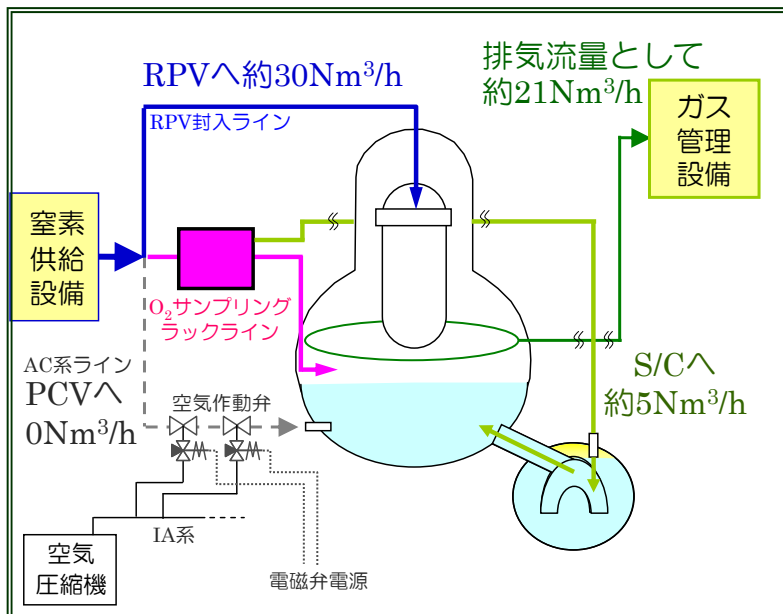 RPVへ約30Nm³/h
RPV封入ライン
排気流量として
約21Nm³/h
ガス
管理
設備
窒素
供給
設備
O₂サンプリング
ラックライン
AC系ライン
PCVへ
0Nm³/h
空気作動弁
S/Cへ
約5Nm³/h
IA系
空気
圧縮機
電磁弁電源